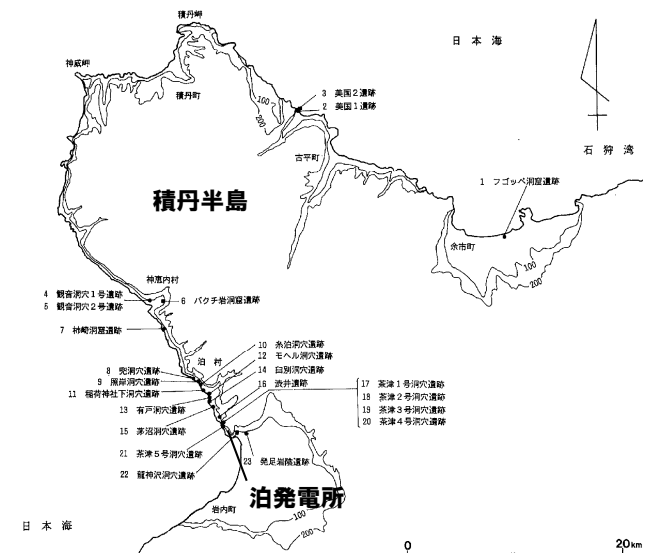 積丹岬
日本海
神威岬
積丹町
100
200
3 美国2遺跡
2 美国1遺跡
古平町
石狩湾
1 フゴッペ洞窟遺跡
積丹半島
余市町
100
200
神恵内村
4 観音洞穴1号遺跡
5 観音洞穴2号遺跡
6 バクチ岩洞窟遺跡
7 柿崎洞窟遺跡
泊村
10 糸泊洞穴遺跡
12 モヘル洞穴遺跡
8 兜洞穴遺跡
14 臼別洞穴遺跡
9 照岸洞穴遺跡
16 渋井遺跡
17 茶津1号洞穴遺跡
11 稲荷神社下洞穴遺跡
18 茶津2号洞穴遺跡
13 有戸洞穴遺跡
19 茶津3号洞穴遺跡
15 茅沼洞穴遺跡
20 茶津4号洞穴遺跡
21 茶津5号洞穴遺跡
23 発足岩陰遺跡
22 龍神沢洞穴遺跡
泊発電所
岩内町
100
200
日本海
0 20km